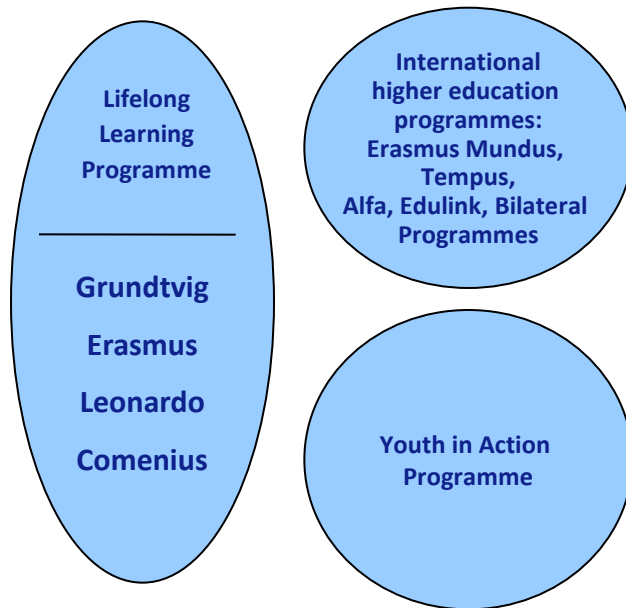 Lifelong
Learning
Programme
Grundtvig
Erasmus
Leonardo
Comenius
International
higher education
programmes:
Erasmus Mundus,
Tempus,
Alfa, Edulink, Bilateral
Programmes
Youth in Action
Programme